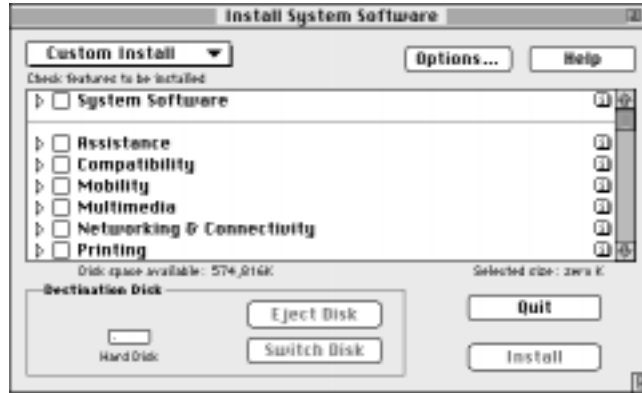 Install System Software
Custom Install
Options...
Help
Check features to be installed
System Software
Assistance
Compatibility
Mobility
Multimedia
Networking & Connectivity
Printing
Disk space available: 574,816K
Selected size: zero K
Destination Disk
Eject Disk
Quit
Hard Disk
Switch Disk
Install